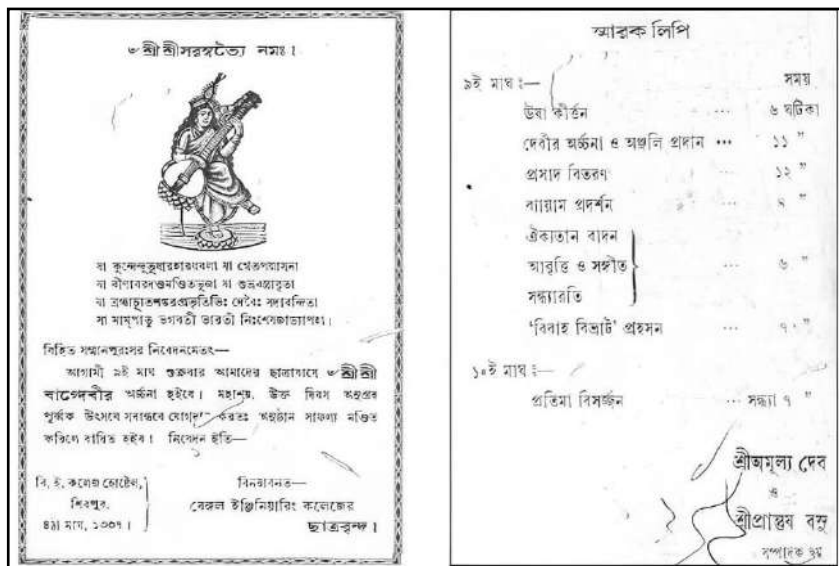 ৺শ্রীশ্রীসরস্বত্যৈ নমঃ।
যা কুন্দেন্দুতুষারহারধবলা যা শ্বেতপদ্মাসনা
যা বীণাবরদণ্ডমণ্ডিতভুজা যা শুভ্রবস্ত্রাবৃতা
যা ব্রহ্মাচ্যুতশঙ্করপ্রভৃতিভিঃ দেবৈঃ সদাবন্দিতা
সা মাম্‌পাতু ভগবতী ভারতী নিঃশেষজাড্যাপহা।
বিহিত সম্মানপুরঃসর নিবেদনমেতৎ—
আগামী ৯ই মাঘ শুক্রবার আমাদের ছাত্রাবাসে ৺শ্রীশ্রী
বাগ্দেবীর অর্চ্চনা হইবে। মহাশয়, উক্ত দিবস অনুগ্রহ
পূর্ব্বক উৎসবে সবান্ধবে যোগদান করতঃ অনুষ্ঠান সাফল্য মণ্ডিত
করিলে বাধিত হইব। নিবেদন ইতি—
বি, ই, কলেজ হোষ্টেল,
শিবপুর,
৪ঠা মাঘ, ১৩৩৭।
বিনয়াবনত—
বেঙ্গল ইঞ্জিনিয়ারিং কলেজের
ছাত্রবৃন্দ।
স্মারক লিপি
৯ই মাঘ ঃ— সময়
ঊষা কীর্ত্তন ... ৬ ঘটিকা
দেবীর অর্চ্চনা ও অঞ্জলি প্রদান ... ১১ "
প্রসাদ বিতরণ ১২ "
ব্যায়াম প্রদর্শন ... ৪ "
ঐক্যতান বাদন
আবৃত্তি ও সঙ্গীত ... ৬ "
সন্ধ্যারতি
'বিবাহ বিভ্রাট' প্রহসন ... "
১০ই মাঘ ঃ—
প্রতিমা বিসর্জ্জন ... সন্ধ্যা ৭ "
শ্রীঅমূল্য দেব
ও
বসু
সম্পাদক দ্বয়